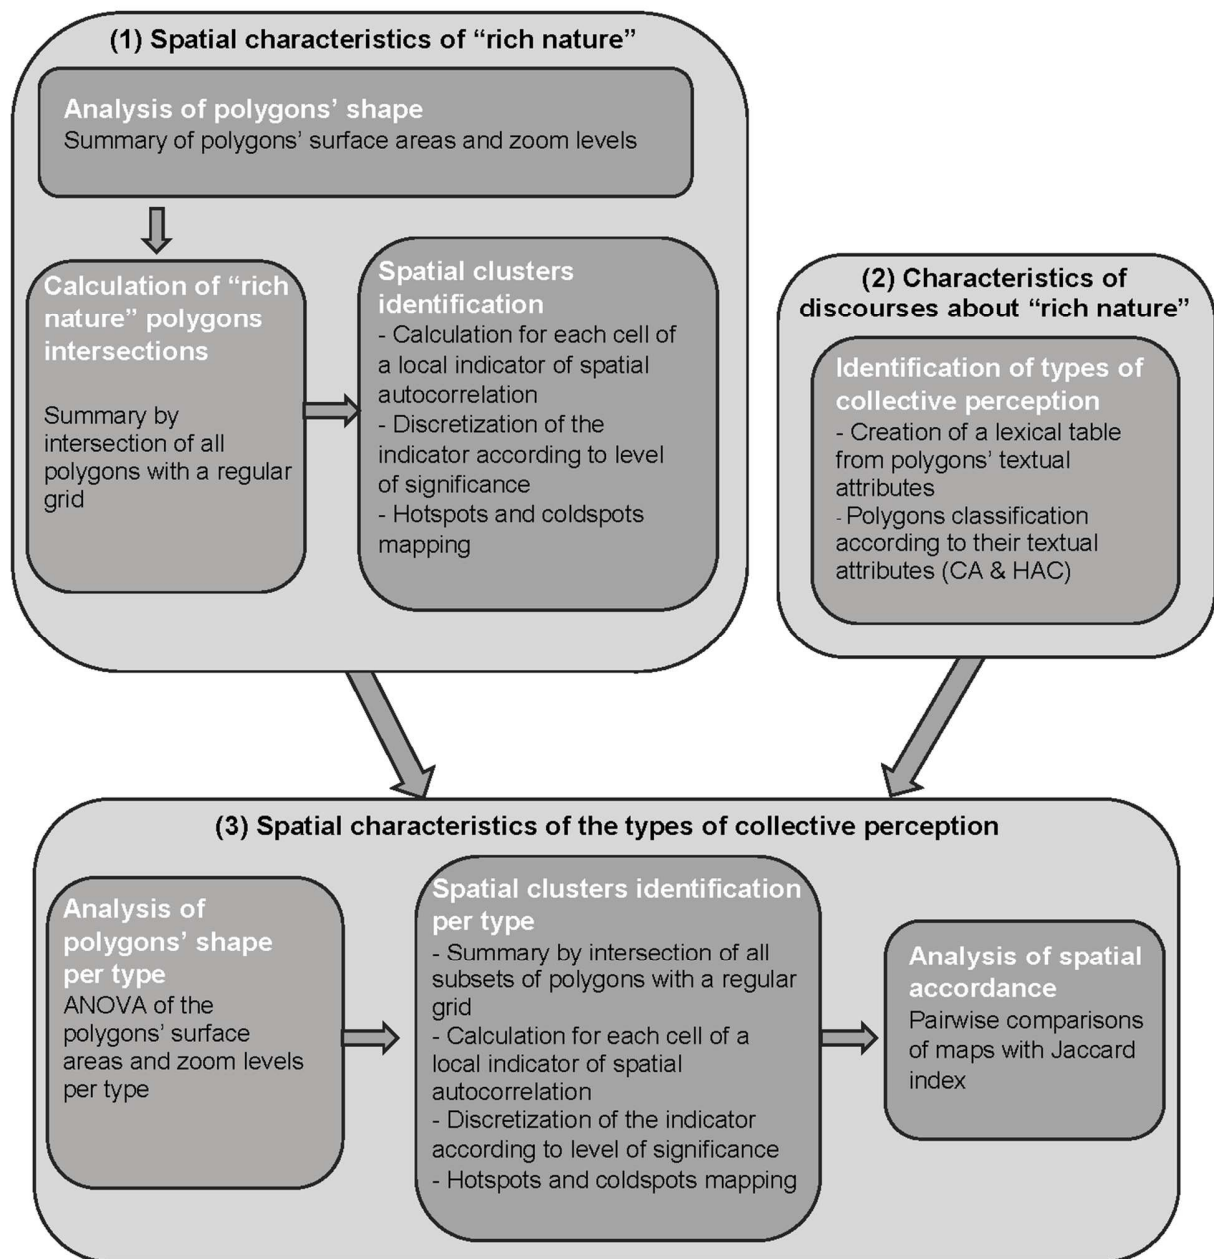 (1) Spatial characteristics of “rich nature”
Analysis of polygons’ shape
Summary of polygons’ surface areas and zoom levels
Calculation of “rich
nature” polygons
intersections
Summary by
intersection of all
polygons with a regular
grid
Spatial clusters
identification
- Calculation for each cell of
a local indicator of spatial
autocorrelation
- Discretization of the
indicator according to level
of significance
- Hotspots and coldspots
mapping
(2) Characteristics of
discourses about “rich nature”
Identification of types of
collective perception
- Creation of a lexical table
from polygons’ textual
attributes
- Polygons classification
according to their textual
attributes (CA & HAC)
(3) Spatial characteristics of the types of collective perception
Analysis of
polygons’ shape
per type
ANOVA of the
polygons’ surface
areas and zoom levels
per type
Spatial clusters identification
per type
- Summary by intersection of all
subsets of polygons with a regular
grid
- Calculation for each cell of a
local indicator of spatial
autocorrelation
- Discretization of the indicator
according to level of significance
- Hotspots and coldspots mapping
Analysis of spatial
accordance
Pairwise comparisons
of maps with Jaccard
index